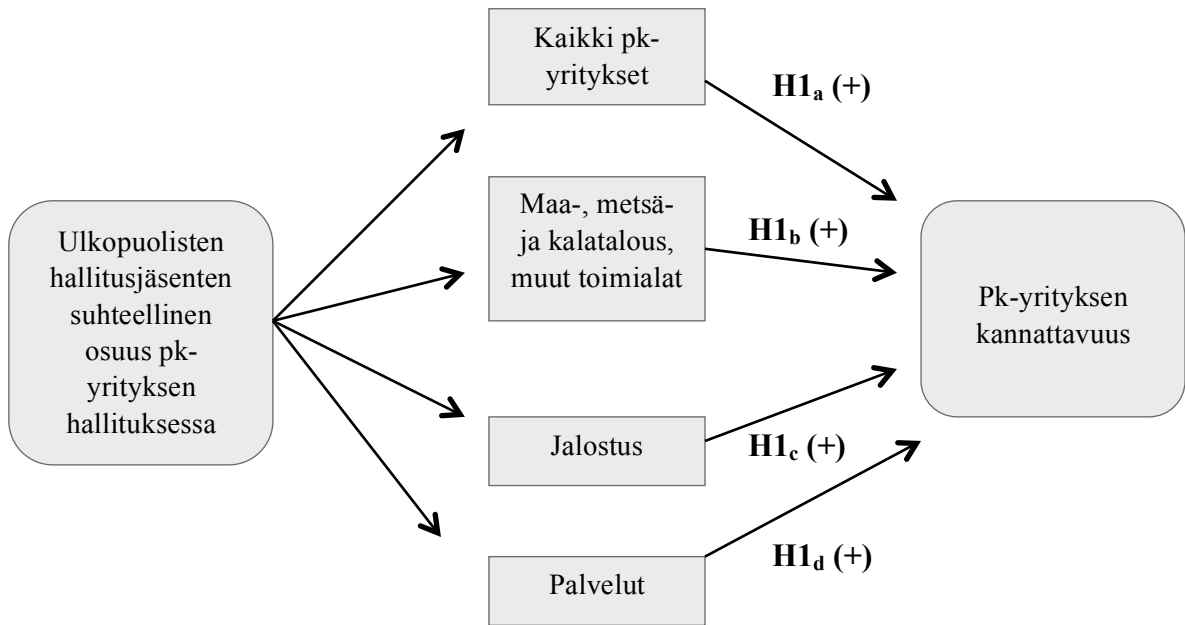 Kaikki pk-
yritykset
H1a (+)
Ulkopuolisten
hallitusjäsenten
suhteellinen
osuus pk-
yrityksen
hallituksessa
Maa-, metsä-
ja kalatalous,
muut toimialat
H1b (+)
Pk-yrityksen
kannattavuus
Jalostus
H1c (+)
Palvelut
H1d (+)